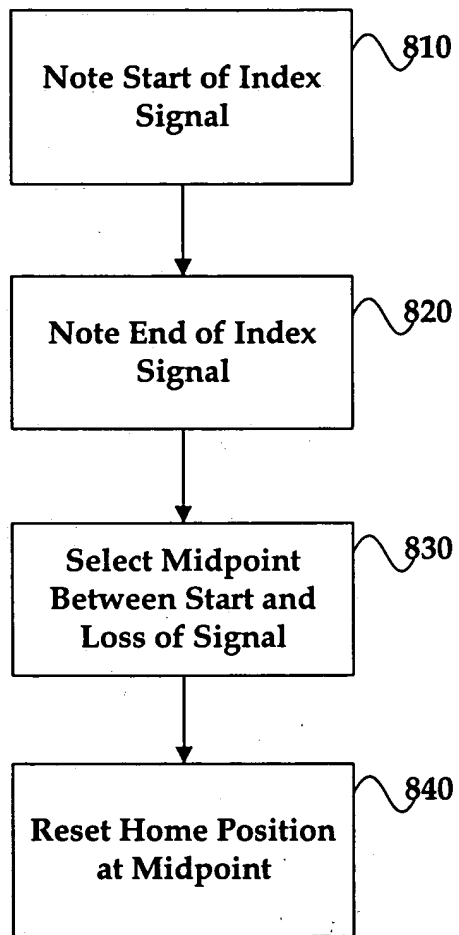 810
Note Start of Index
Signal
820
Note End of Index
Signal
830
Select Midpoint
Between Start and
Loss of Signal
840
Reset Home Position
at Midpoint